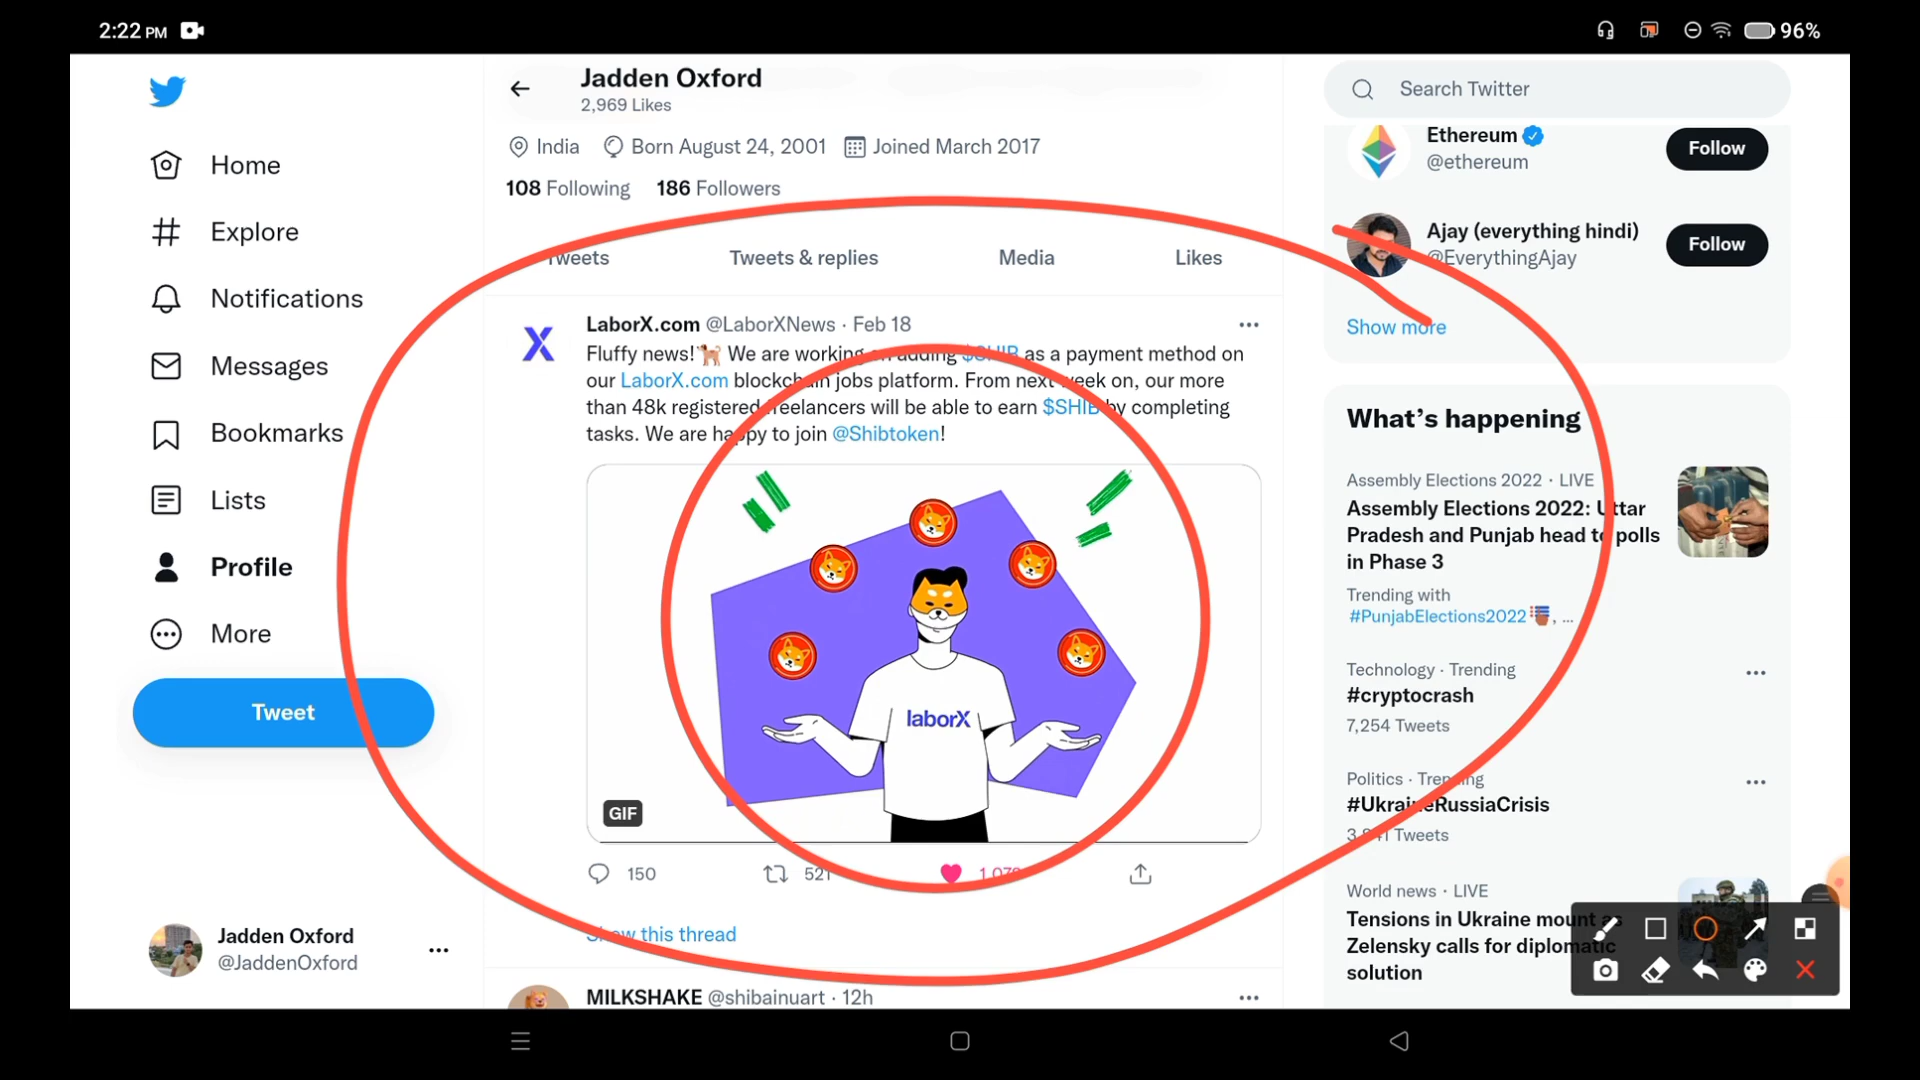 2:22 PM
96%
Home
Explore
Notifications
Messages
Bookmarks
Lists
Profile
More
Tweet
Jadden Oxford
@JaddenOxford
Jadden Oxford
2,969 Likes
India Born August 24, 2001 Joined March 2017
108 Following 186 Followers
Tweets Tweets & replies Media Likes
LaborX.com @LaborXNews · Feb 18
Fluffy news! We are working on adding $SHIB as a payment method on
our LaborX.com blockchain jobs platform. From next week on, our more
than 48k registered freelancers will be able to earn $SHIB by completing
tasks. We are happy to join @Shibtoken!
laborX
GIF
150 521
Show this thread
MILKSHAKE @shibainuart · 12h
Search Twitter
Ethereum
@ethereum
Follow
Ajay (everything hindi)
@EverythingAjay
Follow
Show more
What's happening
Assembly Elections 2022 · LIVE
Assembly Elections 2022: Uttar
Pradesh and Punjab head to polls
in Phase 3
Trending with
#PunjabElections2022 , ...
Technology · Trending
#cryptocrash
7,254 Tweets
Politics · Trending
#UkraineRussiaCrisis
Tweets
World news · LIVE
Tensions in Ukraine mount as
Zelensky calls for diplomatic
solution